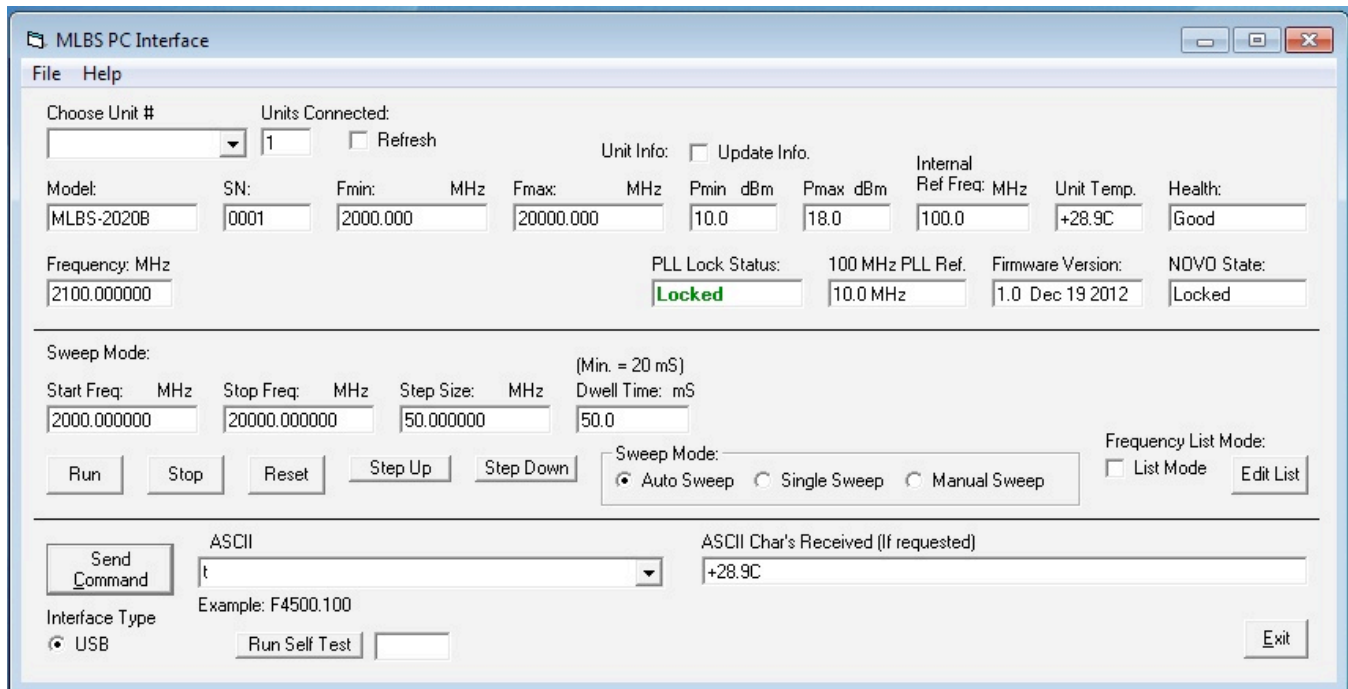 MLBS PC Interface
File Help
Choose Unit # Units Connected:
1 Refresh
Unit Info: Update Info.
Internal
Model: SN: Fmin: MHz Fmax: MHz Pmin dBm Pmax dBm Ref Freq: MHz Unit Temp. Health:
MLBS-2020B 0001 2000.000 20000.000 10.0 18.0 100.0 +28.9C Good
Frequency: MHz PLL Lock Status: 100 MHz PLL Ref. Firmware Version: NOVO State:
2100.000000 Locked 10.0 MHz 1.0 Dec 19 2012 Locked
Sweep Mode:
(Min. = 20 mS)
Start Freq: MHz Stop Freq: MHz Step Size: MHz Dwell Time: mS
2000.000000 20000.000000 50.000000 50.0
Frequency List Mode:
Sweep Mode:
Run Stop Reset Step Up Step Down Auto Sweep Single Sweep Manual Sweep List Mode Edit List
ASCII ASCII Char's Received (If requested)
Send Command t +28.9C
Example: F4500.100
Interface Type
USB Run Self Test Exit